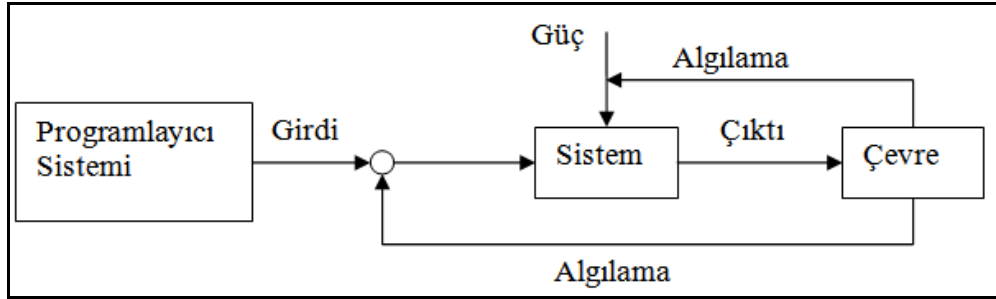 Güç
Algılama
Programlayıcı
Sistemi
Girdi
Sistem
Çıktı
Çevre
Algılama